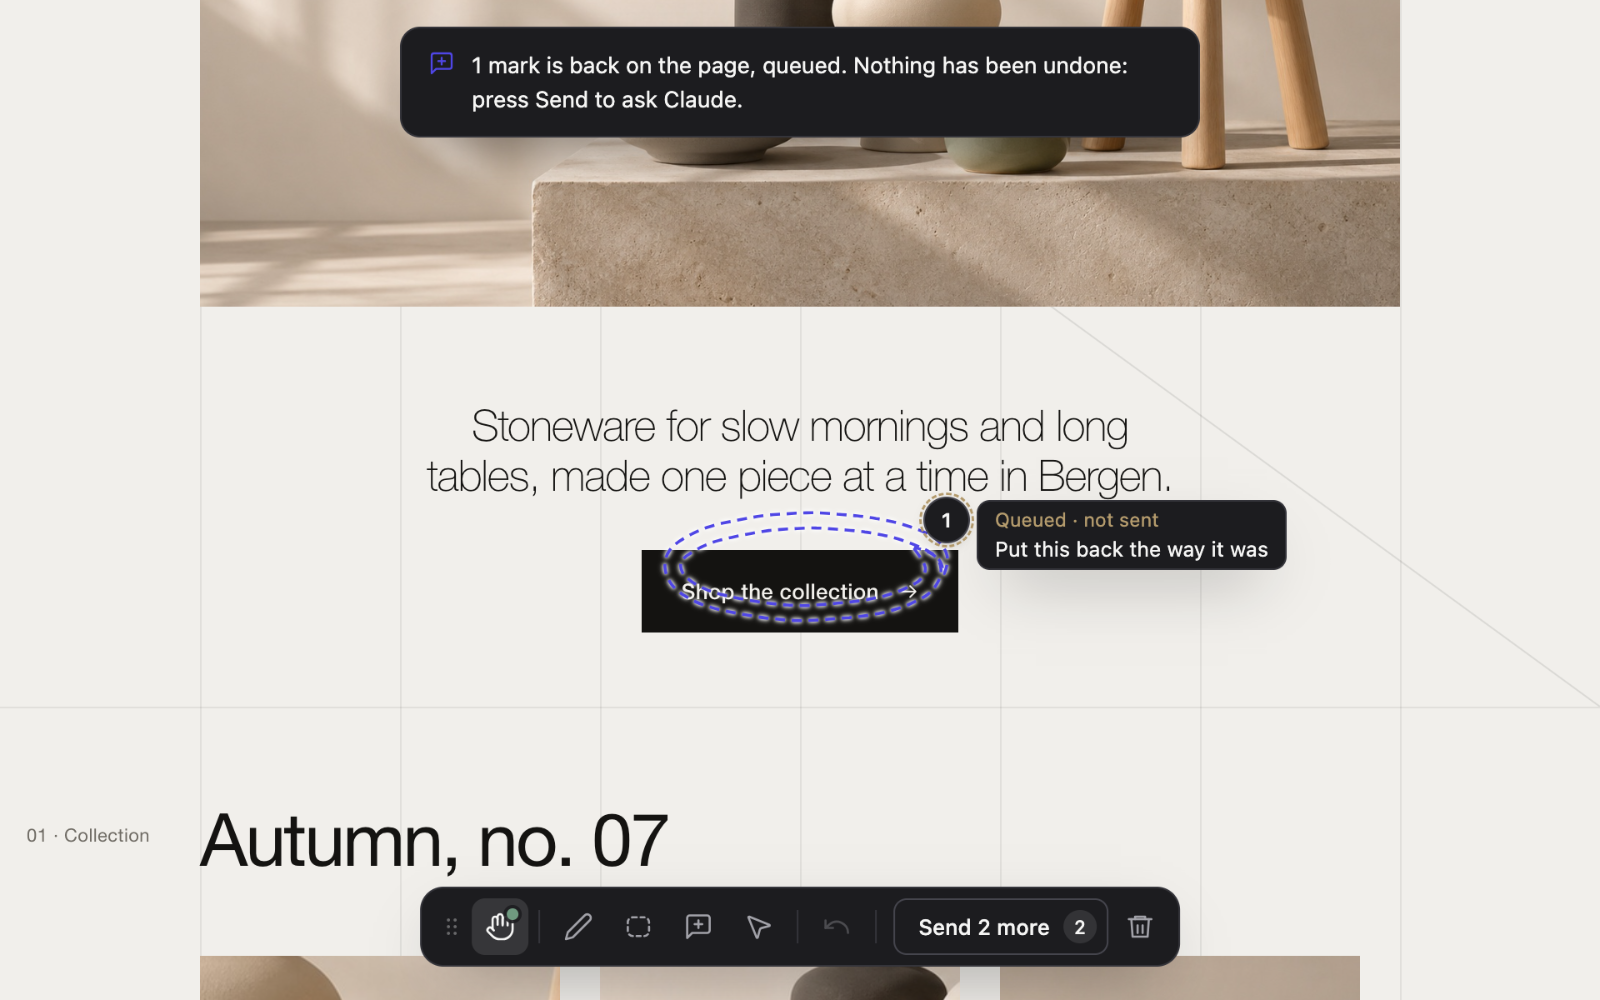 1 mark is back on the page, queued. Nothing has been undone:
press Send to ask Claude.
Stoneware for slow mornings and long
tables, made one piece at a time in Bergen.
1
Queued · not sent
Put this back the way it was
Shop the collection →
01 · Collection
Autumn, no. 07
Send 2 more 2